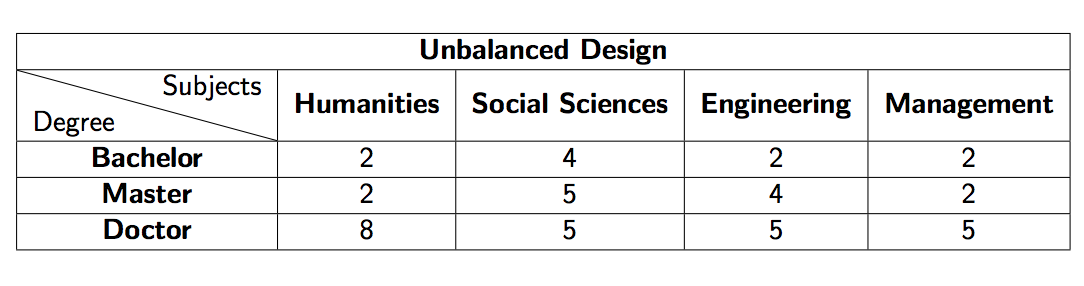 Unbalanced Design
Subjects
Degree
Humanities Social Sciences Engineering Management
Bachelor 2 4 2 2
Master 2 5 4 2
Doctor 8 5 5 5